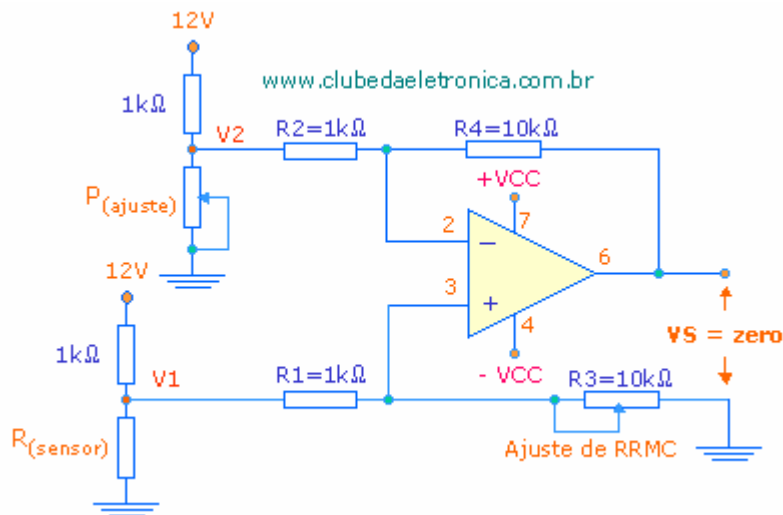 12V
www.clubedaeletronica.com.br
1kΩ
V2
R2=1kΩ
R4=10kΩ
P(ajuste)
+VCC
7
2
−
6
12V
3
+
4
VS = zero
1kΩ
V1
R1=1kΩ
- VCC
R3=10kΩ
R(sensor)
Ajuste de RRMC